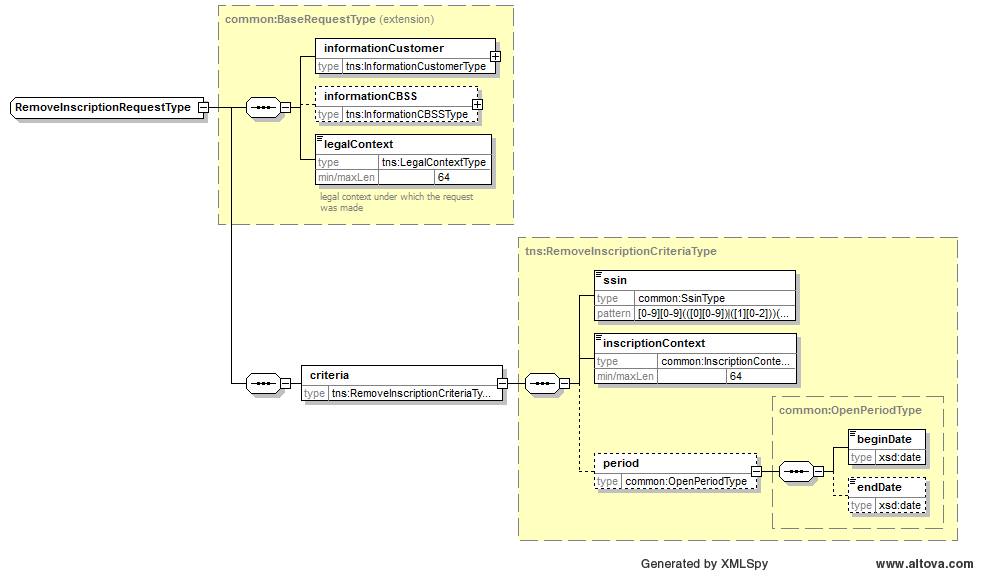 common:BaseRequestType (extension)
informationCustomer
type tns:InformationCustomerType
RemoveInscriptionRequestType
informationCBSS
type tns:InformationCBSSType
legalContext
type tns:LegalContextType
min/maxLen 64
legal context under which the request
was made
tns:RemoveInscriptionCriteriaType
ssin
type common:SsinType
pattern [0-9][0-9](([0][0-9])|([1][0-2]))(...
inscriptionContext
type common:InscriptionConte...
min/maxLen 64
criteria
type tns:RemoveInscriptionCriteriaTy...
common:OpenPeriodType
beginDate
type xsd:date
period
type common:OpenPeriodType
endDate
type xsd:date
Generated by XMLSpy www.altova.com